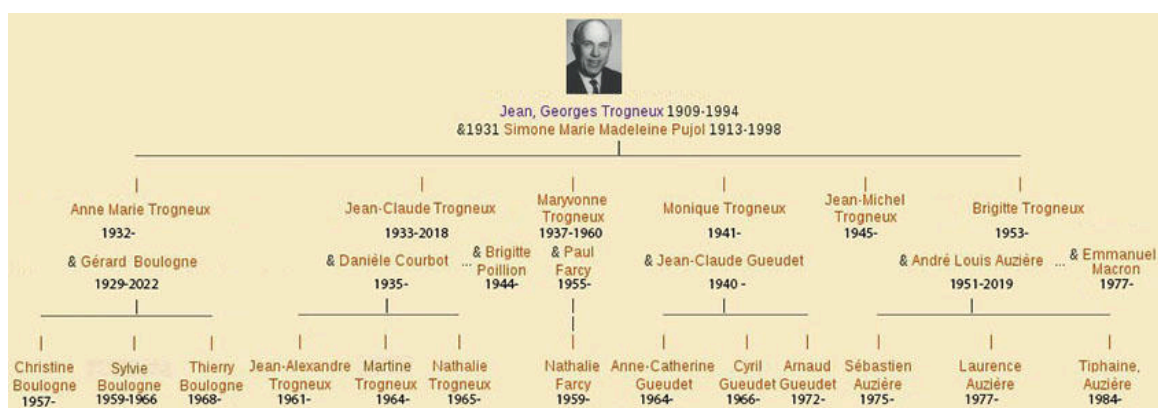 Jean, Georges Trogneux 1909-1994
&1931 Simone Marie Madeleine Pujol 1913-1998
Anne Marie Trogneux
1932-
& Gérard Boulogne
1929-2022
Jean-Claude Trogneux
1933-2018
& Danièle Courbot
1935-
... & Brigitte
Poillion
1944-
Maryvonne
Trogneux
1937-1960
& Paul
Farcy
1955-
Monique Trogneux
1941-
& Jean-Claude Gueudet
1940 -
Jean-Michel
Trogneux
1945-
Brigitte Trogneux
1953-
& André Louis Auzière
1951-2019
... & Emmanuel
Macron
1977-
Christine
Boulogne
1957-
Sylvie
Boulogne
1959-1966
Thierry
Boulogne
1968-
Jean-Alexandre
Trogneux
1961-
Martine
Trogneux
1964-
Nathalie
Trogneux
1965-
Nathalie
Farcy
1959-
Anne-Catherine
Gueudet
1964-
Cyril
Gueudet
1966-
Arnaud
Gueudet
1972-
Sébastien
Auzière
1975-
Laurence
Auzière
1977-
Tiphaine,
Auzière
1984-